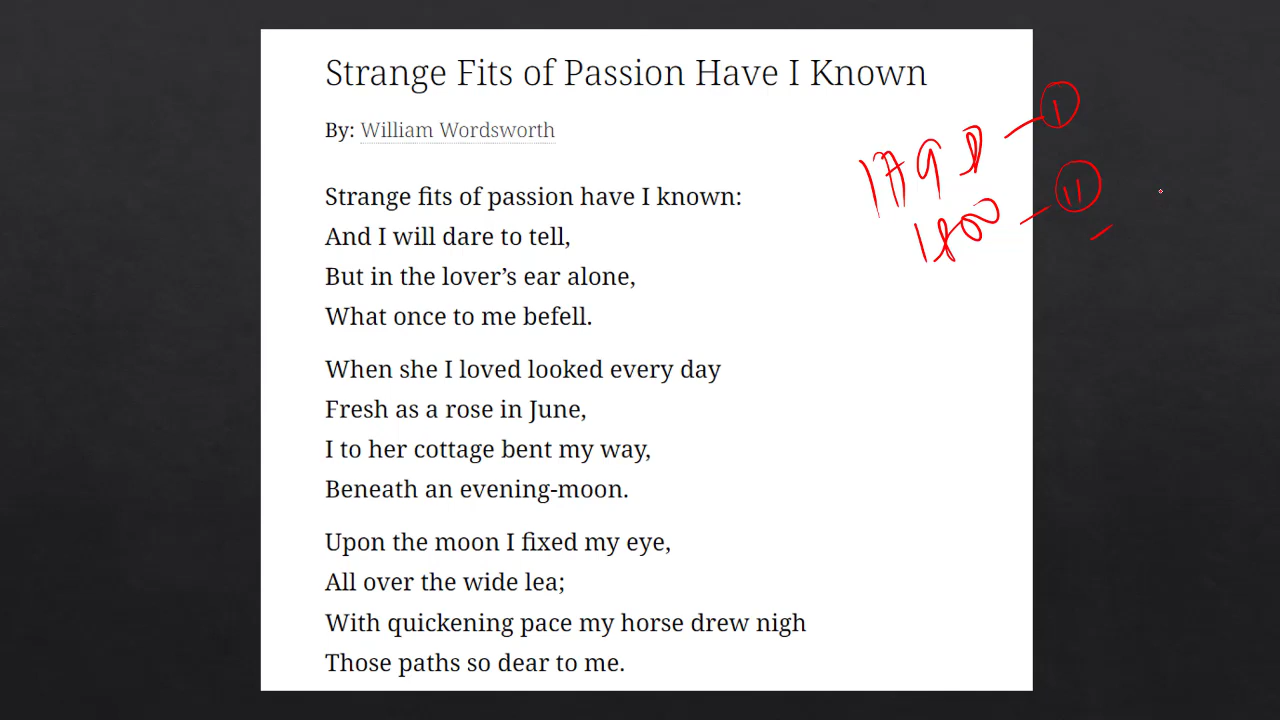 Strange Fits of Passion Have I Known
By: William Wordsworth
Strange fits of passion have I known:
And I will dare to tell,
But in the lover’s ear alone,
What once to me befell.
When she I loved looked every day
Fresh as a rose in June,
I to her cottage bent my way,
Beneath an evening-moon.
Upon the moon I fixed my eye,
All over the wide lea;
With quickening pace my horse drew nigh
Those paths so dear to me.
1798 — I
1800 — II